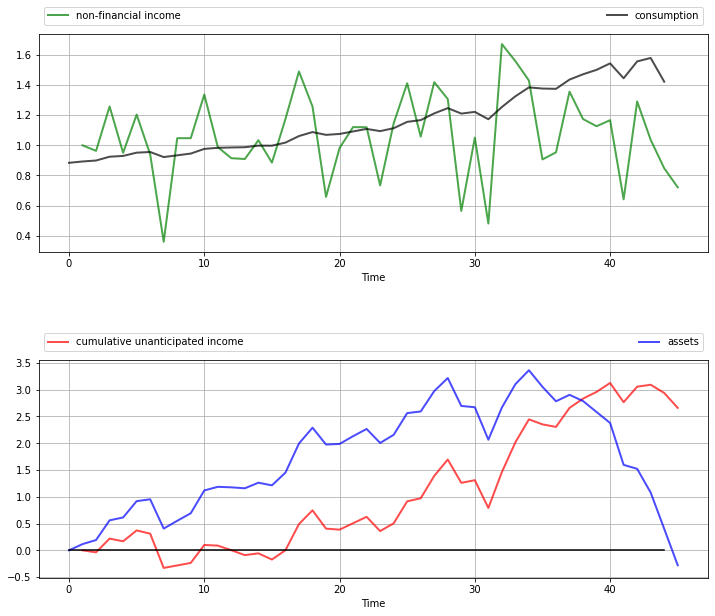 non-financial income consumption
1.6
1.4
1.2
1.0
0.8
0.6
0.4
0 10 20 30 40
Time
cumulative unanticipated income assets
3.5
3.0
2.5
2.0
1.5
1.0
0.5
0.0
−0.5
0 10 20 30 40
Time